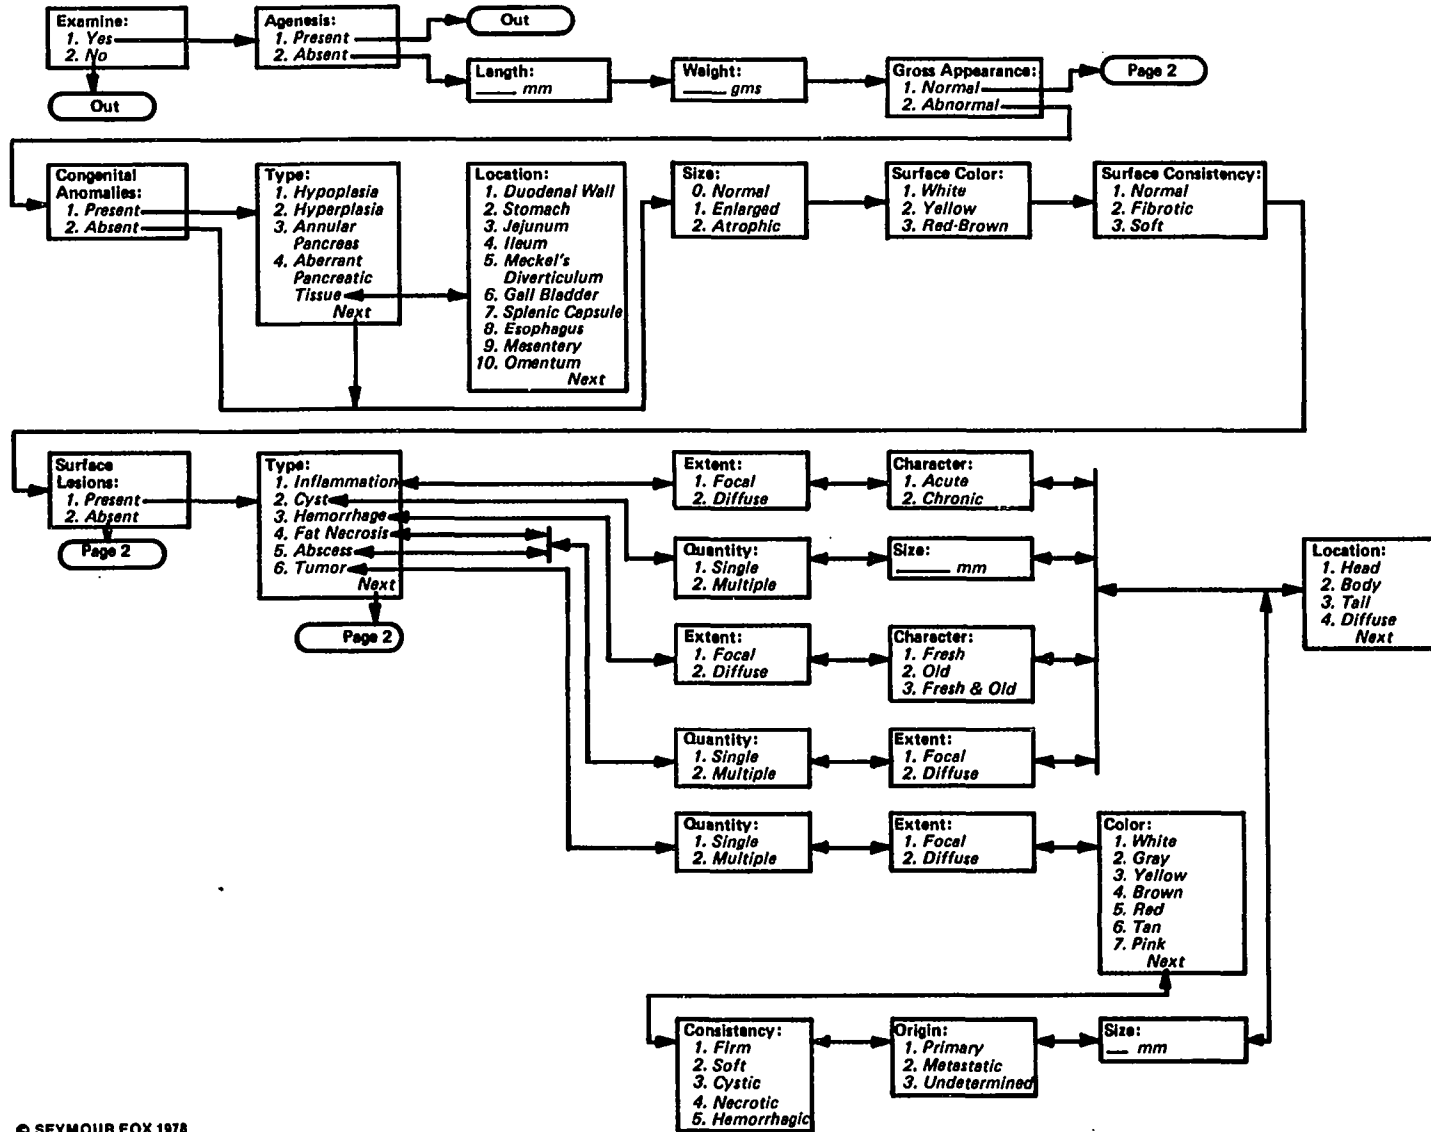 Examine:
1. Yes
2. No
Out
Agenesis:
1. Present
2. Absent
Out
Length:
____ mm
Weight:
____ gms
Gross Appearance:
1. Normal
2. Abnormal
Page 2
Congenital
Anomalies:
1. Present
2. Absent
Type:
1. Hypoplasia
2. Hyperplasia
3. Annular
Pancreas
4. Aberrant
Pancreatic
Tissue
Next
Location:
1. Duodenal Wall
2. Stomach
3. Jejunum
4. Ileum
5. Meckel's
Diverticulum
6. Gall Bladder
7. Splenic Capsule
8. Esophagus
9. Mesentery
10. Omentum
Next
Size:
0. Normal
1. Enlarged
2. Atrophic
Surface Color:
1. White
2. Yellow
3. Red-Brown
Surface Consistency:
1. Normal
2. Fibrotic
3. Soft
Surface
Lesions:
1. Present
2. Absent
Page 2
Type:
1. Inflammation
2. Cyst
3. Hemorrhage
4. Fat Necrosis
5. Abscess
6. Tumor
Next
Page 2
Extent:
1. Focal
2. Diffuse
Character:
1. Acute
2. Chronic
Quantity:
1. Single
2. Multiple
Size:
_____ mm
Extent:
1. Focal
2. Diffuse
Character:
1. Fresh
2. Old
3. Fresh & Old
Quantity:
1. Single
2. Multiple
Extent:
1. Focal
2. Diffuse
Location:
1. Head
2. Body
3. Tail
4. Diffuse
Next
Quantity:
1. Single
2. Multiple
Extent:
1. Focal
2. Diffuse
Color:
1. White
2. Gray
3. Yellow
4. Brown
5. Red
6. Tan
7. Pink
Next
Consistency:
1. Firm
2. Soft
3. Cystic
4. Necrotic
5. Hemorrhagic
Origin:
1. Primary
2. Metastatic
3. Undetermined
Size:
__ mm
© SEYMOUR FOX 1978